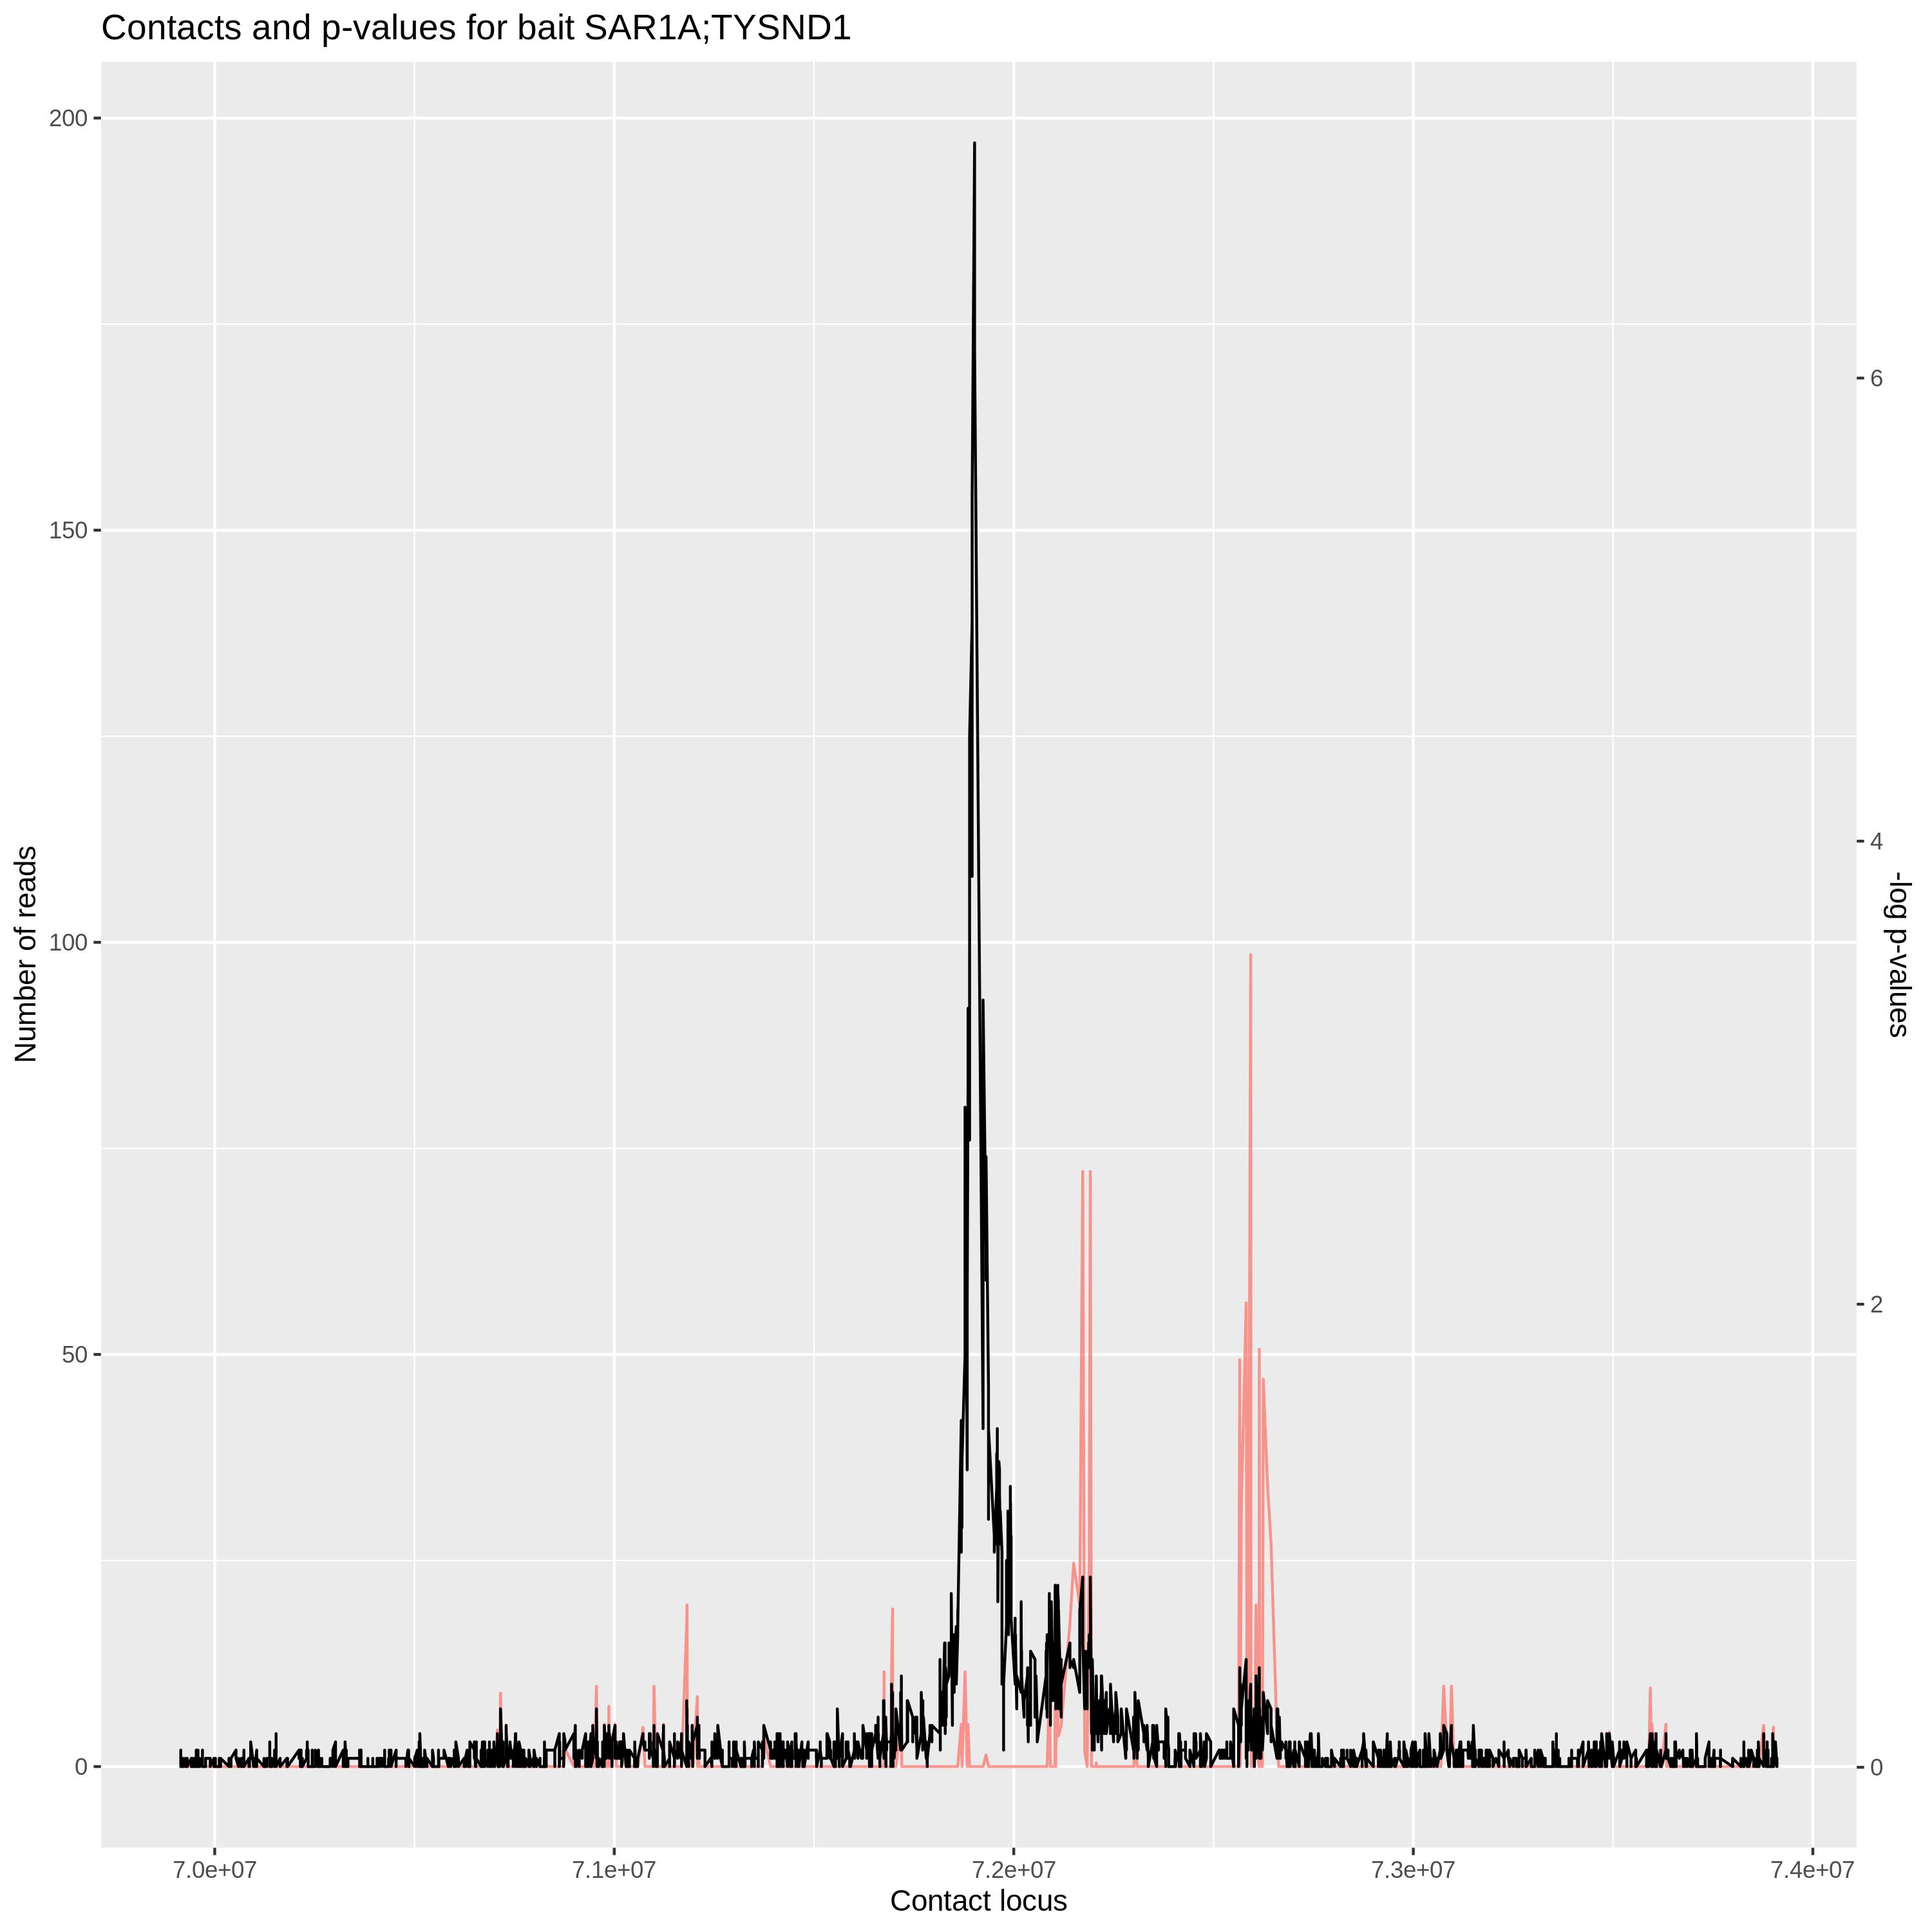 Contacts and p-values for bait SAR1A;TYSND1
200
150
100
50
0
Number of reads
6
4
2
0
-log p-values
7.0e+07
7.1e+07
7.2e+07
7.3e+07
7.4e+07
Contact locus